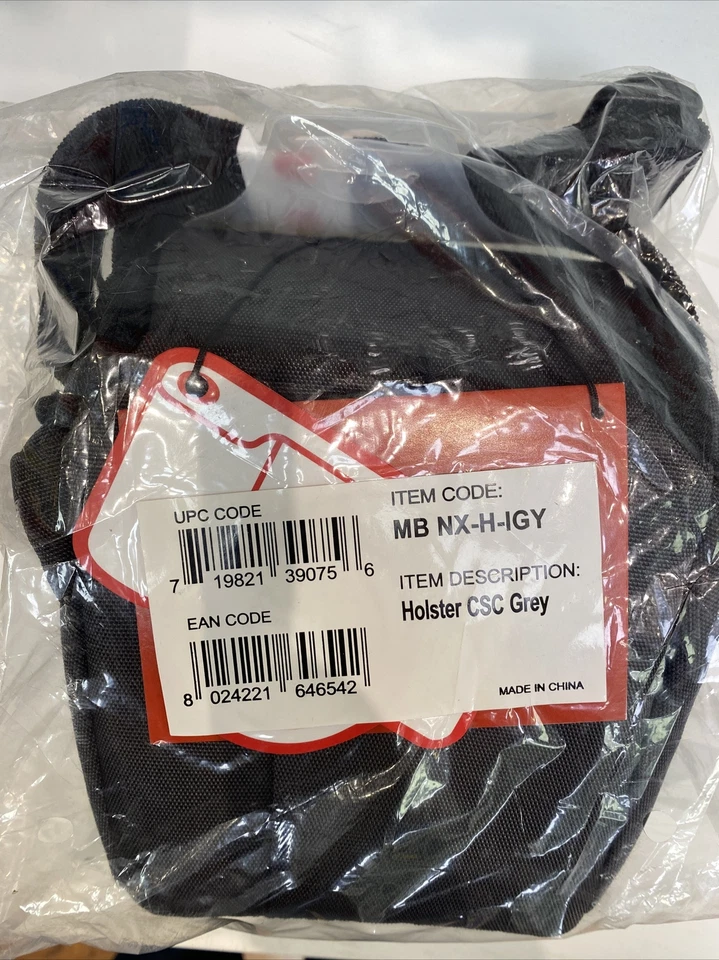 UPC CODE
7 19821 39075 6
EAN CODE
8 024221 646542
ITEM CODE:
MB NX-H-IGY
ITEM DESCRIPTION:
Holster CSC Grey
MADE IN CHINA